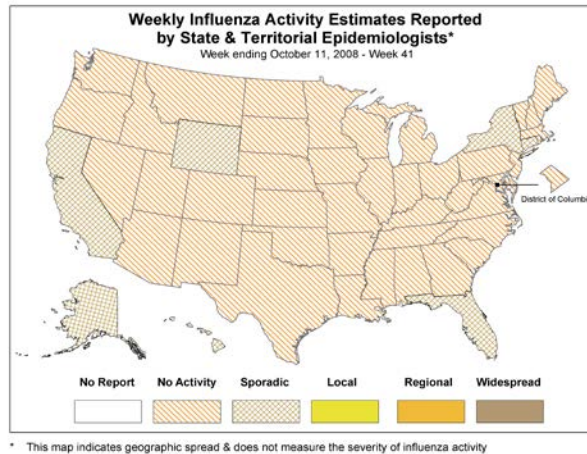 Weekly Influenza Activity Estimates Reported
by State & Territorial Epidemiologists*
Week ending October 11, 2008 - Week 41
District of Columbi
No Report No Activity Sporadic Local Regional Widespread
* This map indicates geographic spread & does not measure the severity of influenza activity